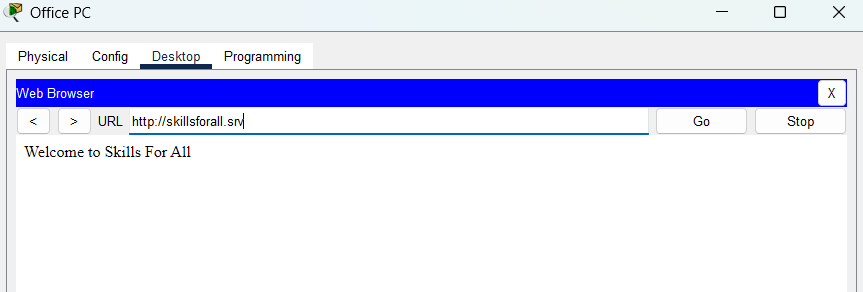 Office PC
Physical Config Desktop Programming
Web Browser X
< > URL http://skillsforall.srv Go Stop
Welcome to Skills For All